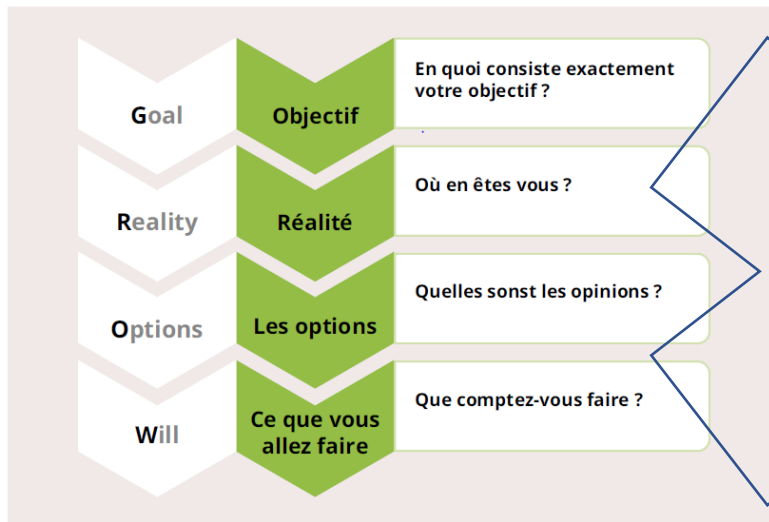 Goal
Objectif
En quoi consiste exactement
votre objectif ?
Reality
Réalité
Où en êtes vous ?
Options
Les options
Quelles sonst les opinions ?
Will
Ce que vous
allez faire
Que comptez-vous faire ?